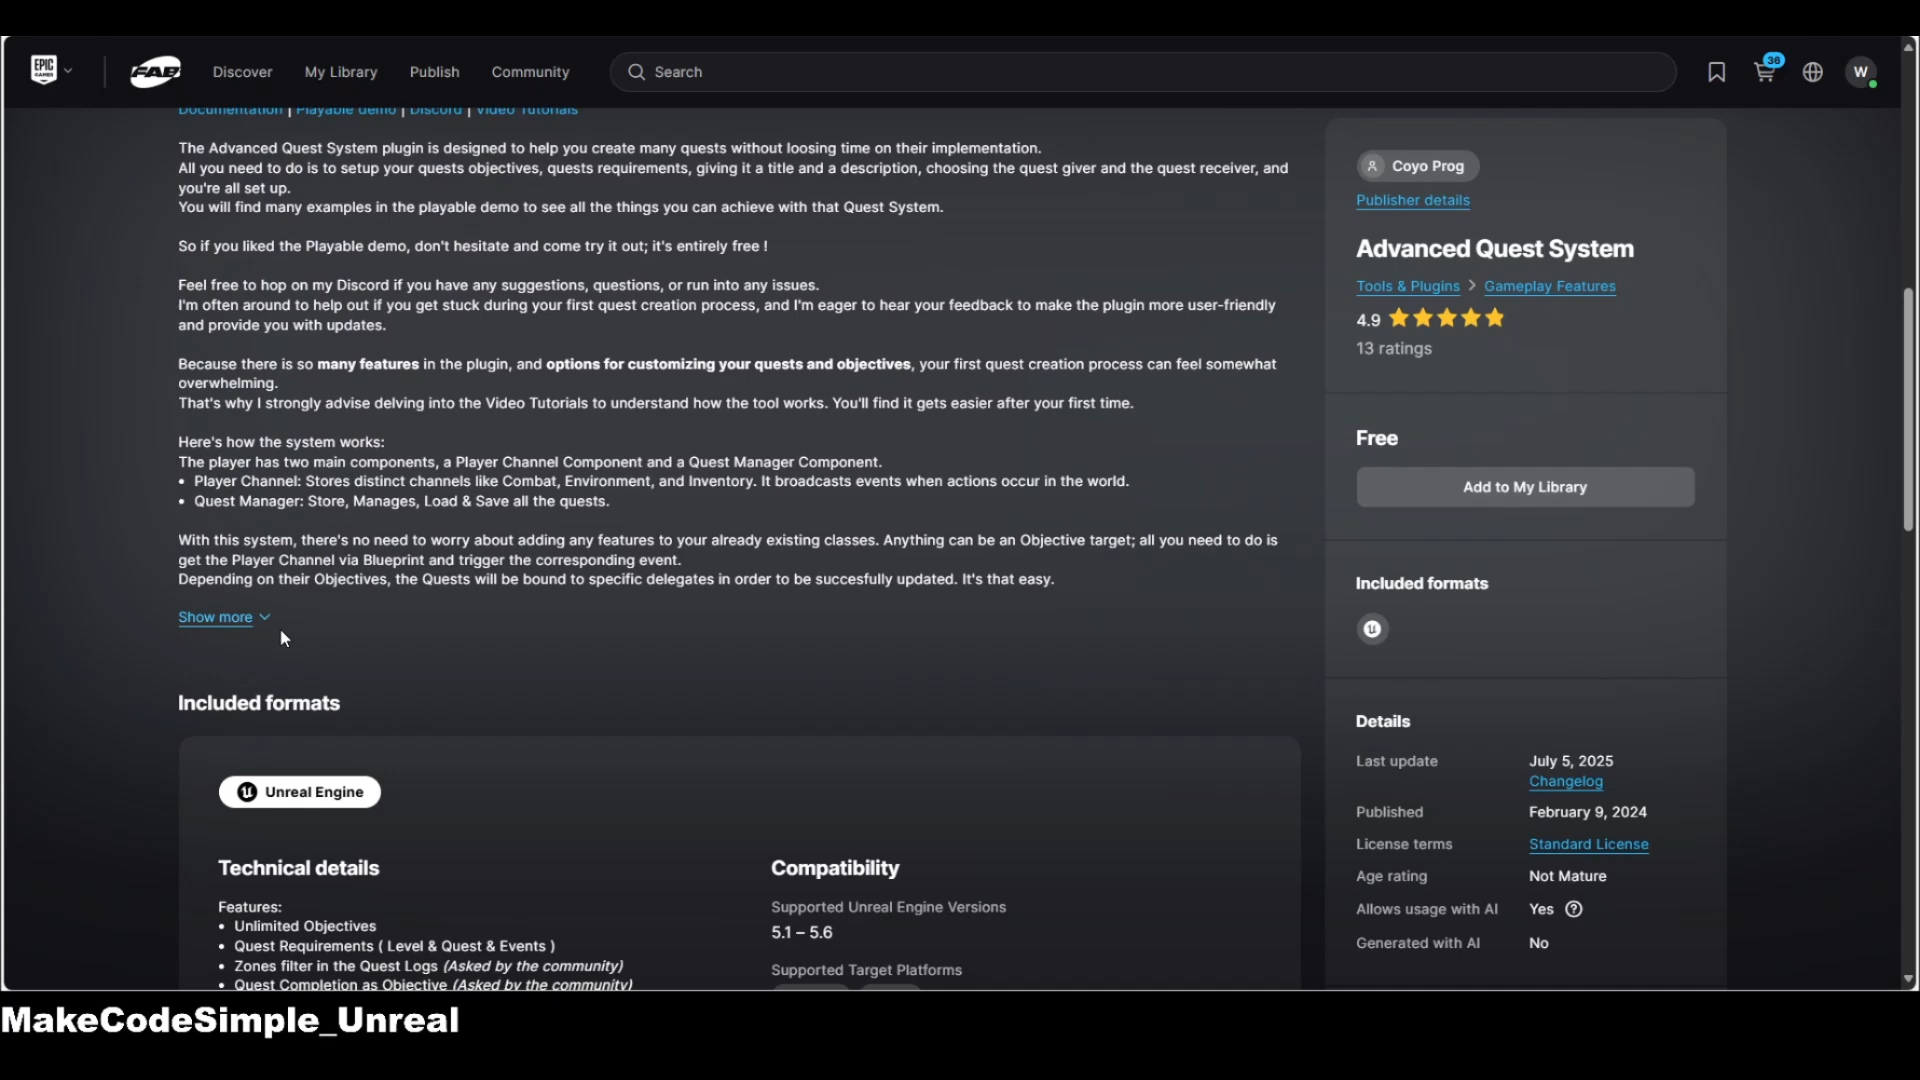 EPIC GAMES
FAB
Discover
My Library
Publish
Community
Search
36
W
Documentation | Playable demo | Discord | Video Tutorials
The Advanced Quest System plugin is designed to help you create many quests without loosing time on their implementation.
All you need to do is to setup your quests objectives, quests requirements, giving it a title and a description, choosing the quest giver and the quest receiver, and
you're all set up.
You will find many examples in the playable demo to see all the things you can achieve with that Quest System.
So if you liked the Playable demo, don't hesitate and come try it out; it's entirely free !
Feel free to hop on my Discord if you have any suggestions, questions, or run into any issues.
I'm often around to help out if you get stuck during your first quest creation process, and I'm eager to hear your feedback to make the plugin more user-friendly
and provide you with updates.
Because there is so many features in the plugin, and options for customizing your quests and objectives, your first quest creation process can feel somewhat
overwhelming.
That's why I strongly advise delving into the Video Tutorials to understand how the tool works. You'll find it gets easier after your first time.
Here's how the system works:
The player has two main components, a Player Channel Component and a Quest Manager Component.
• Player Channel: Stores distinct channels like Combat, Environment, and Inventory. It broadcasts events when actions occur in the world.
• Quest Manager: Store, Manages, Load & Save all the quests.
With this system, there's no need to worry about adding any features to your already existing classes. Anything can be an Objective target; all you need to do is
get the Player Channel via Blueprint and trigger the corresponding event.
Depending on their Objectives, the Quests will be bound to specific delegates in order to be succesfully updated. It's that easy.
Show more
Included formats
Unreal Engine
Technical details
Features:
• Unlimited Objectives
• Quest Requirements ( Level & Quest & Events )
• Zones filter in the Quest Logs (Asked by the community)
• Quest Completion as Objective (Asked by the community)
Compatibility
Supported Unreal Engine Versions
5.1 – 5.6
Supported Target Platforms
Coyo Prog
Publisher details
Advanced Quest System
Tools & Plugins > Gameplay Features
4.9
13 ratings
Free
Add to My Library
Included formats
Details
Last update July 5, 2025
Changelog
Published February 9, 2024
License terms Standard License
Age rating Not Mature
Allows usage with AI Yes ?
Generated with AI No
MakeCodeSimple_Unreal